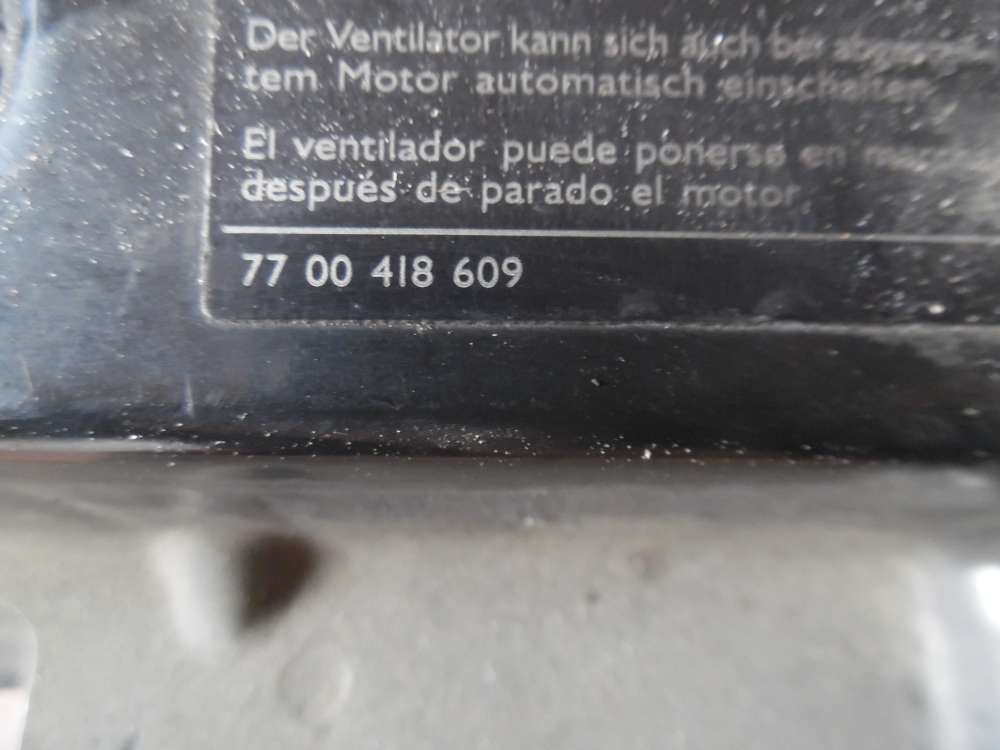 Der Ventilator kann sich auch bei
tem Motor automatisch einschalten.
El ventilador puede ponerse en
después de parado el motor.
77 00 418 609